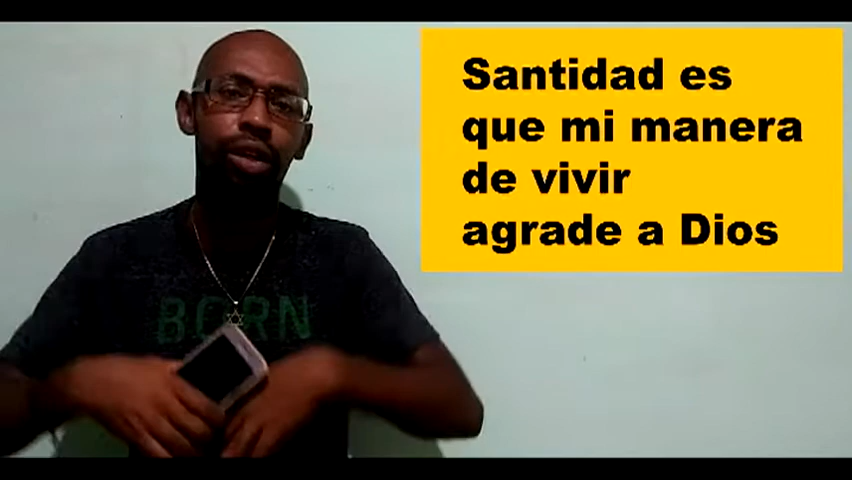 Santidad es
que mi manera
de vivir
agrade a Dios
BORN